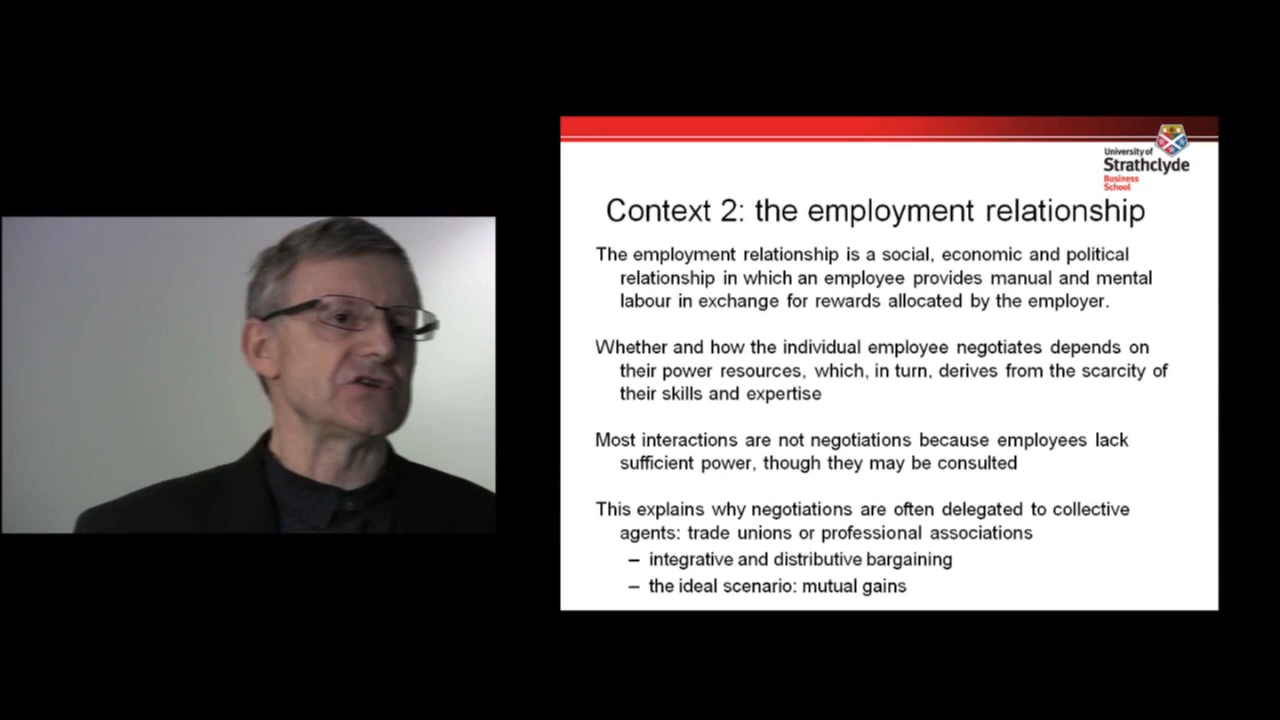 University of
Strathclyde
Business
School
Context 2: the employment relationship
The employment relationship is a social, economic and political
relationship in which an employee provides manual and mental
labour in exchange for rewards allocated by the employer.
Whether and how the individual employee negotiates depends on
their power resources, which, in turn, derives from the scarcity of
their skills and expertise
Most interactions are not negotiations because employees lack
sufficient power, though they may be consulted
This explains why negotiations are often delegated to collective
agents: trade unions or professional associations
– integrative and distributive bargaining
– the ideal scenario: mutual gains